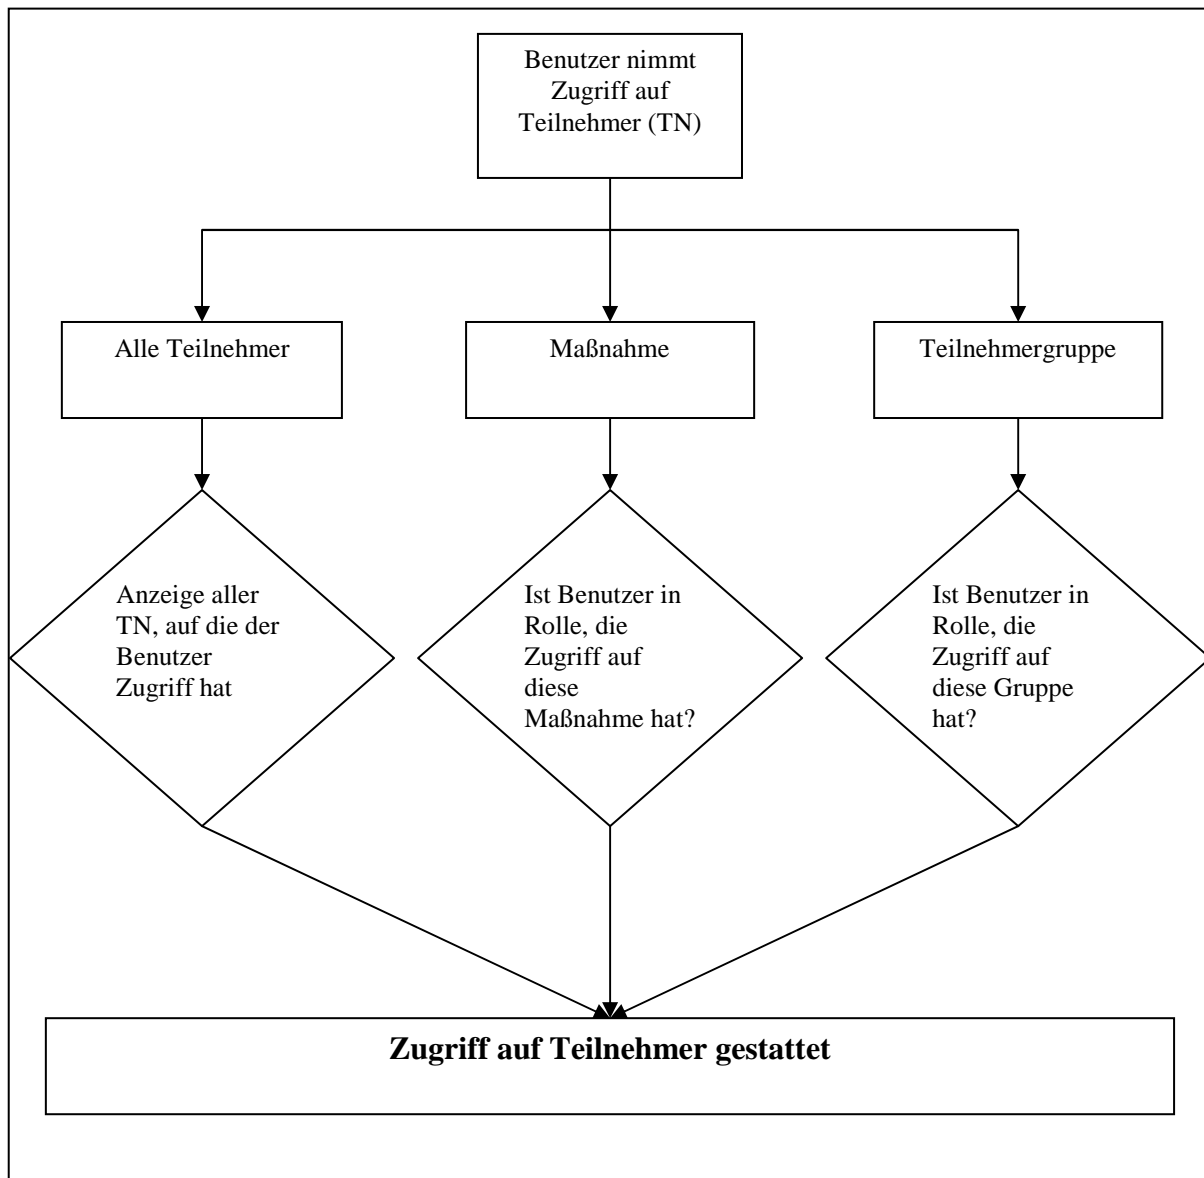 Benutzer nimmt
Zugriff auf
Teilnehmer (TN)
Alle Teilnehmer
Maßnahme
Teilnehmergruppe
Anzeige aller
TN, auf die der
Benutzer
Zugriff hat
Ist Benutzer in
Rolle, die
Zugriff auf
diese
Maßnahme hat?
Ist Benutzer in
Rolle, die
Zugriff auf
diese Gruppe
hat?
Zugriff auf Teilnehmer gestattet